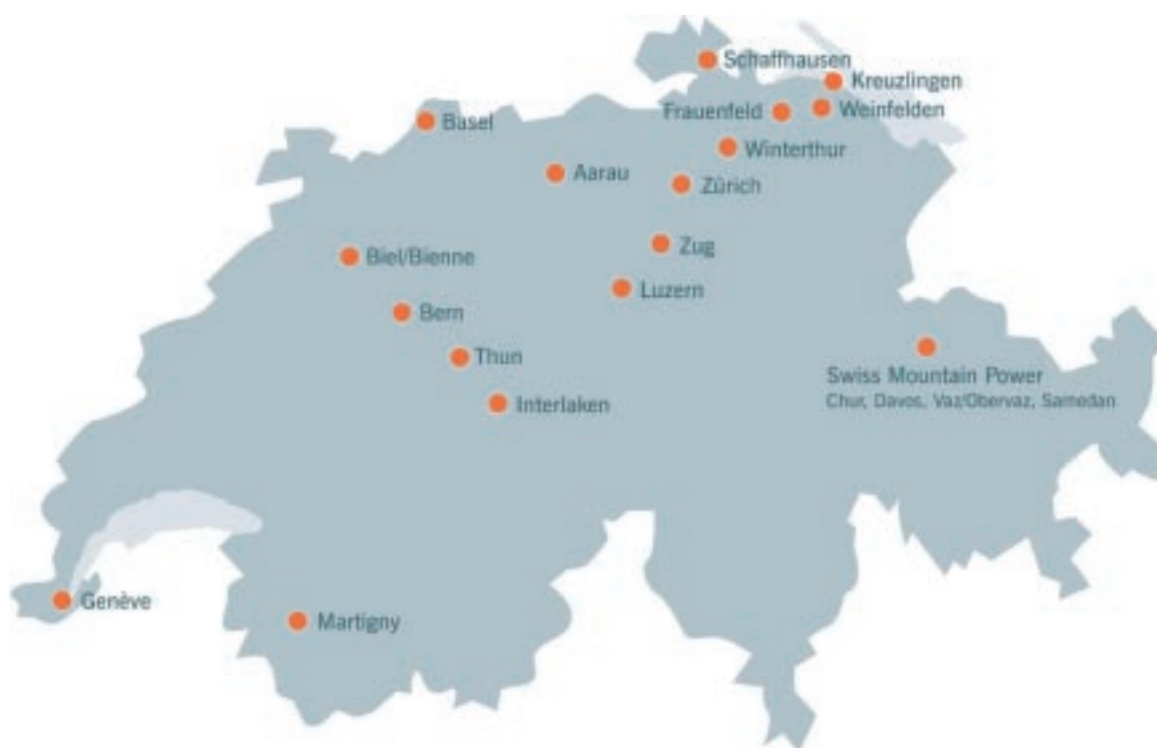 Schaffhausen
Kreuzlingen
Frauenfeld
Weinfelden
Basel
Winterthur
Aarau
Zürich
Zug
Biel/Bienne
Luzern
Bern
Thun
Swiss Mountain Power
Chur, Davos, Vaz/Obervaz, Samedan
Interlaken
Genève
Martigny